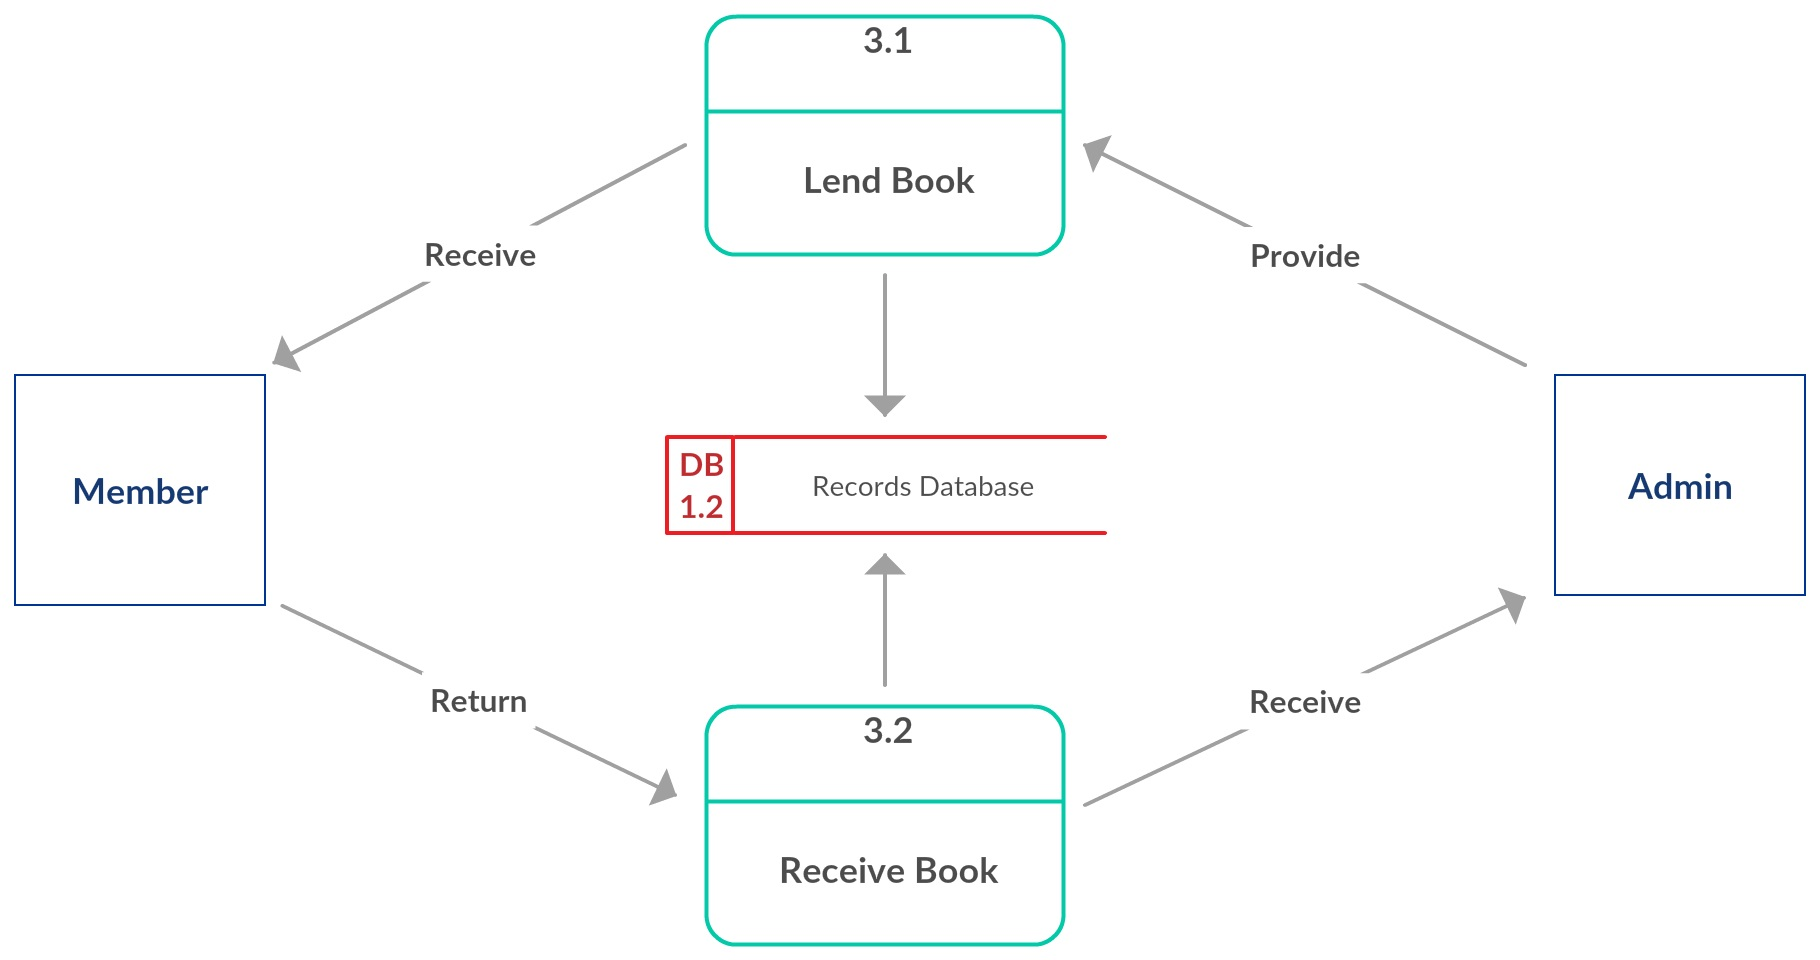 3.1
Lend Book
Receive
Provide
Member
DB
1.2
Records Database
Admin
Return
Receive
3.2
Receive Book